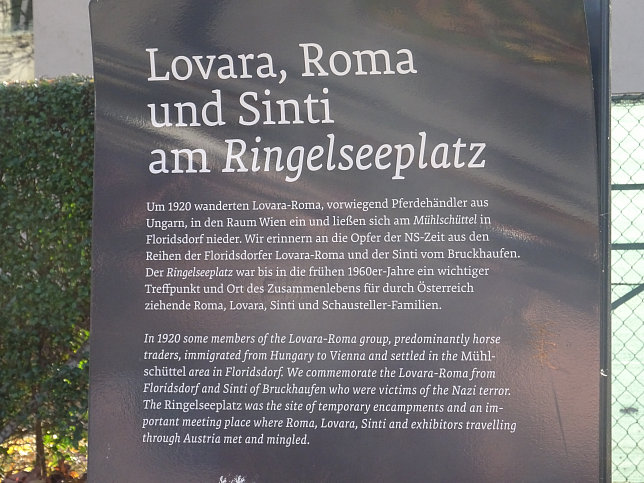 Lovara, Roma
und Sinti
am Ringelseeplatz
Um 1920 wanderten Lovara-Roma, vorwiegend Pferdehändler aus
Ungarn, in den Raum Wien ein und ließen sich am Mühlschüttel in
Floridsdorf nieder. Wir erinnern an die Opfer der NS-Zeit aus den
Reihen der Floridsdorfer Lovara-Roma und der Sinti vom Bruckhaufen.
Der Ringelseeplatz war bis in die frühen 1960er-Jahre ein wichtiger
Treffpunkt und Ort des Zusammenlebens für durch Österreich
ziehende Roma, Lovara, Sinti und Schausteller-Familien.
In 1920 some members of the Lovara-Roma group, predominantly horse
traders, immigrated from Hungary to Vienna and settled in the Mühl-
schüttel area in Floridsdorf. We commemorate the Lovara-Roma from
Floridsdorf and Sinti of Bruckhaufen who were victims of the Nazi terror.
The Ringelseeplatz was the site of temporary encampments and an im-
portant meeting place where Roma, Lovara, Sinti and exhibitors travelling
through Austria met and mingled.